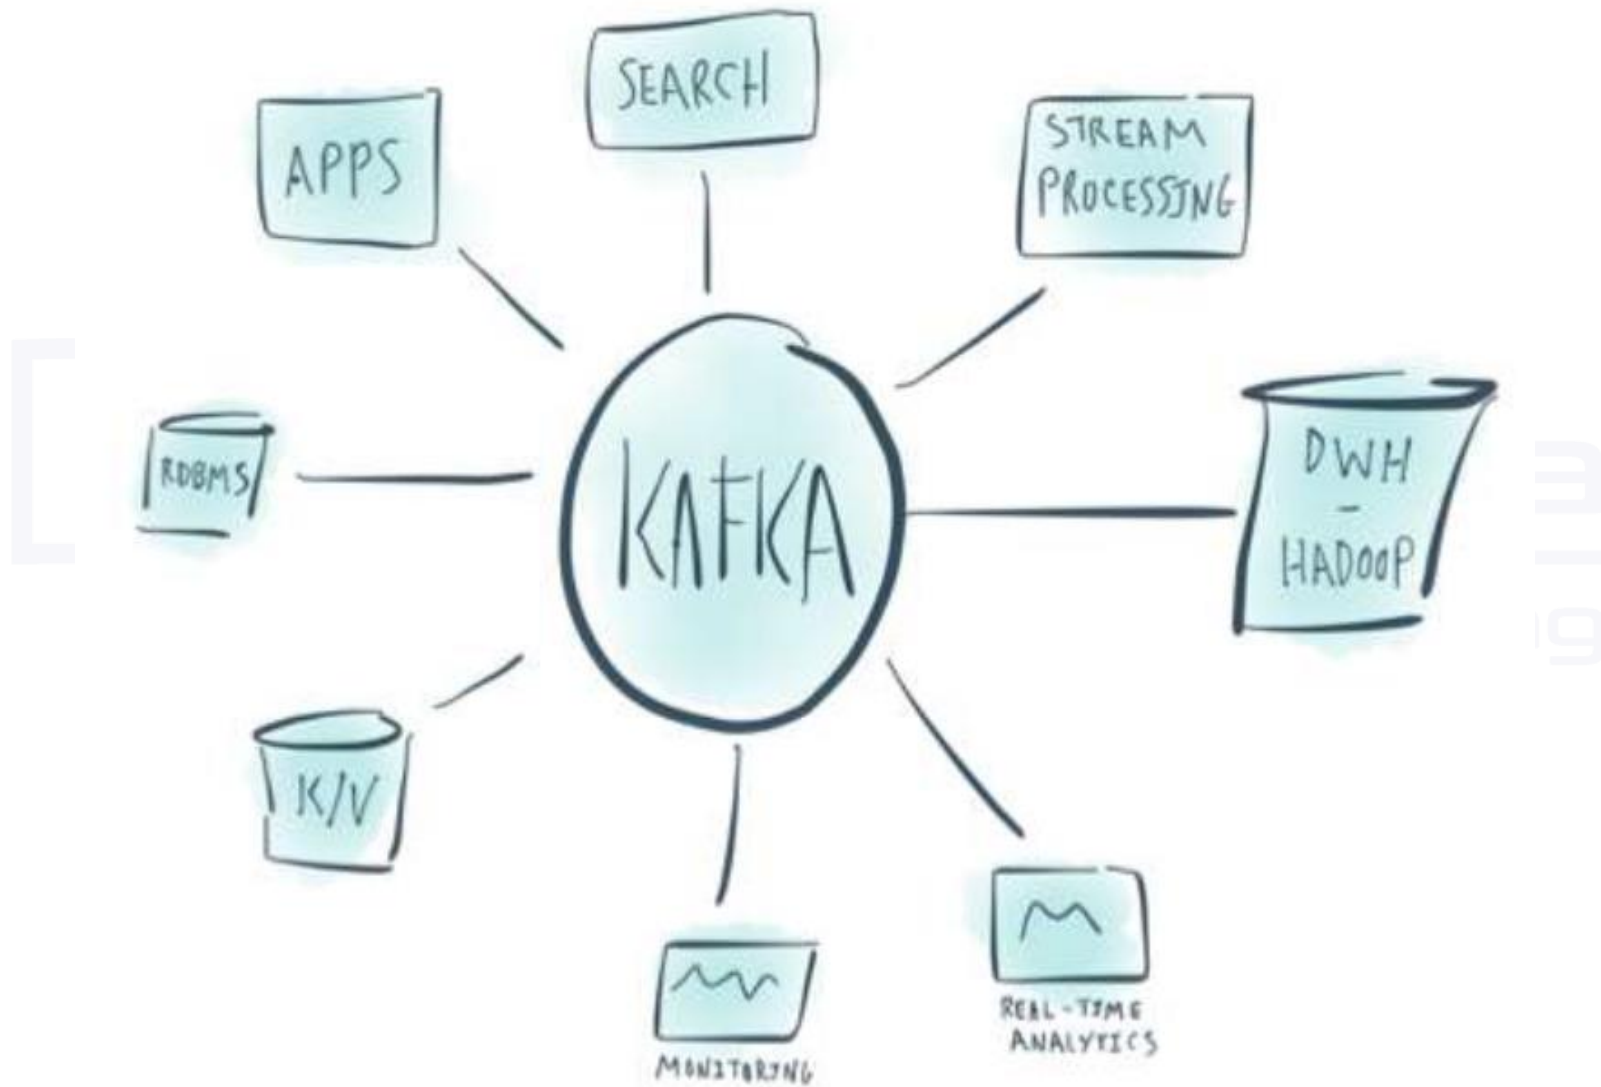 SEARCH
APPS
STREAM
PROCESSING
RDBMS
KAFKA
DWH
-
HADOOP
K/V
MONITORING
REAL-TIME
ANALYTICS